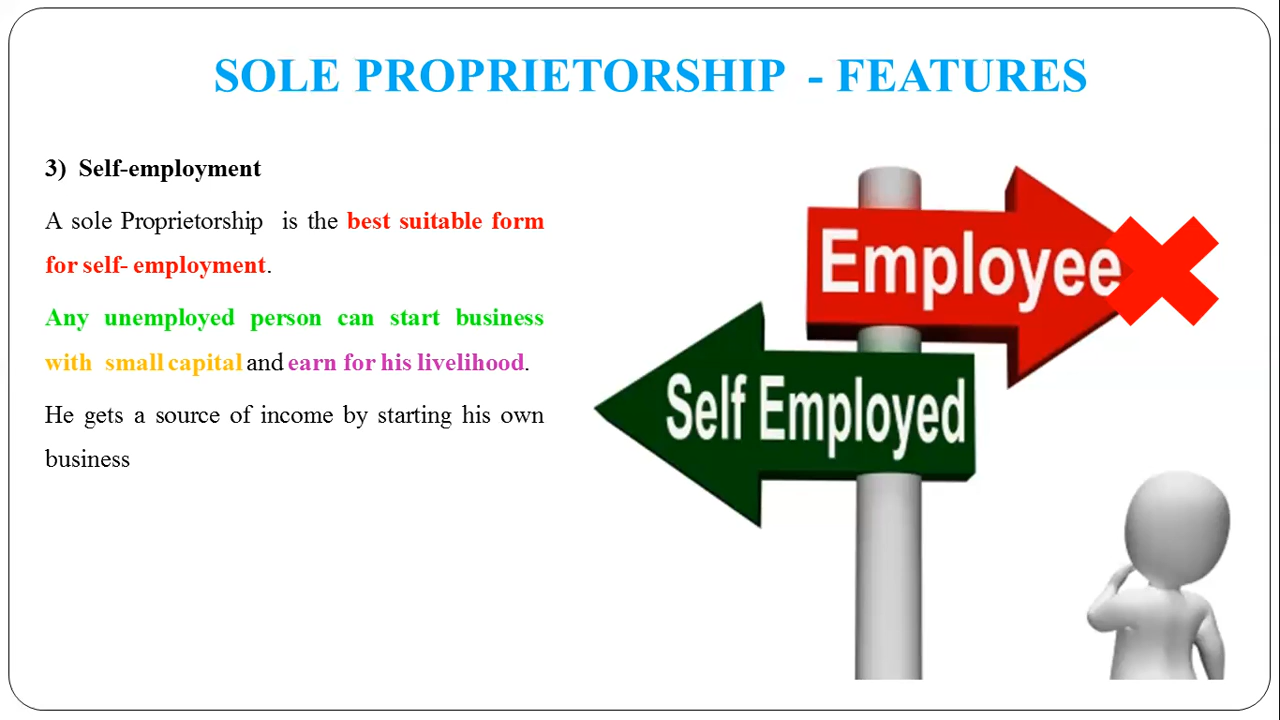 SOLE PROPRIETORSHIP - FEATURES
3) Self-employment
A sole Proprietorship is the best suitable form
for self- employment.
Any unemployed person can start business
with small capital and earn for his livelihood.
He gets a source of income by starting his own
business
Employee
Self Employed